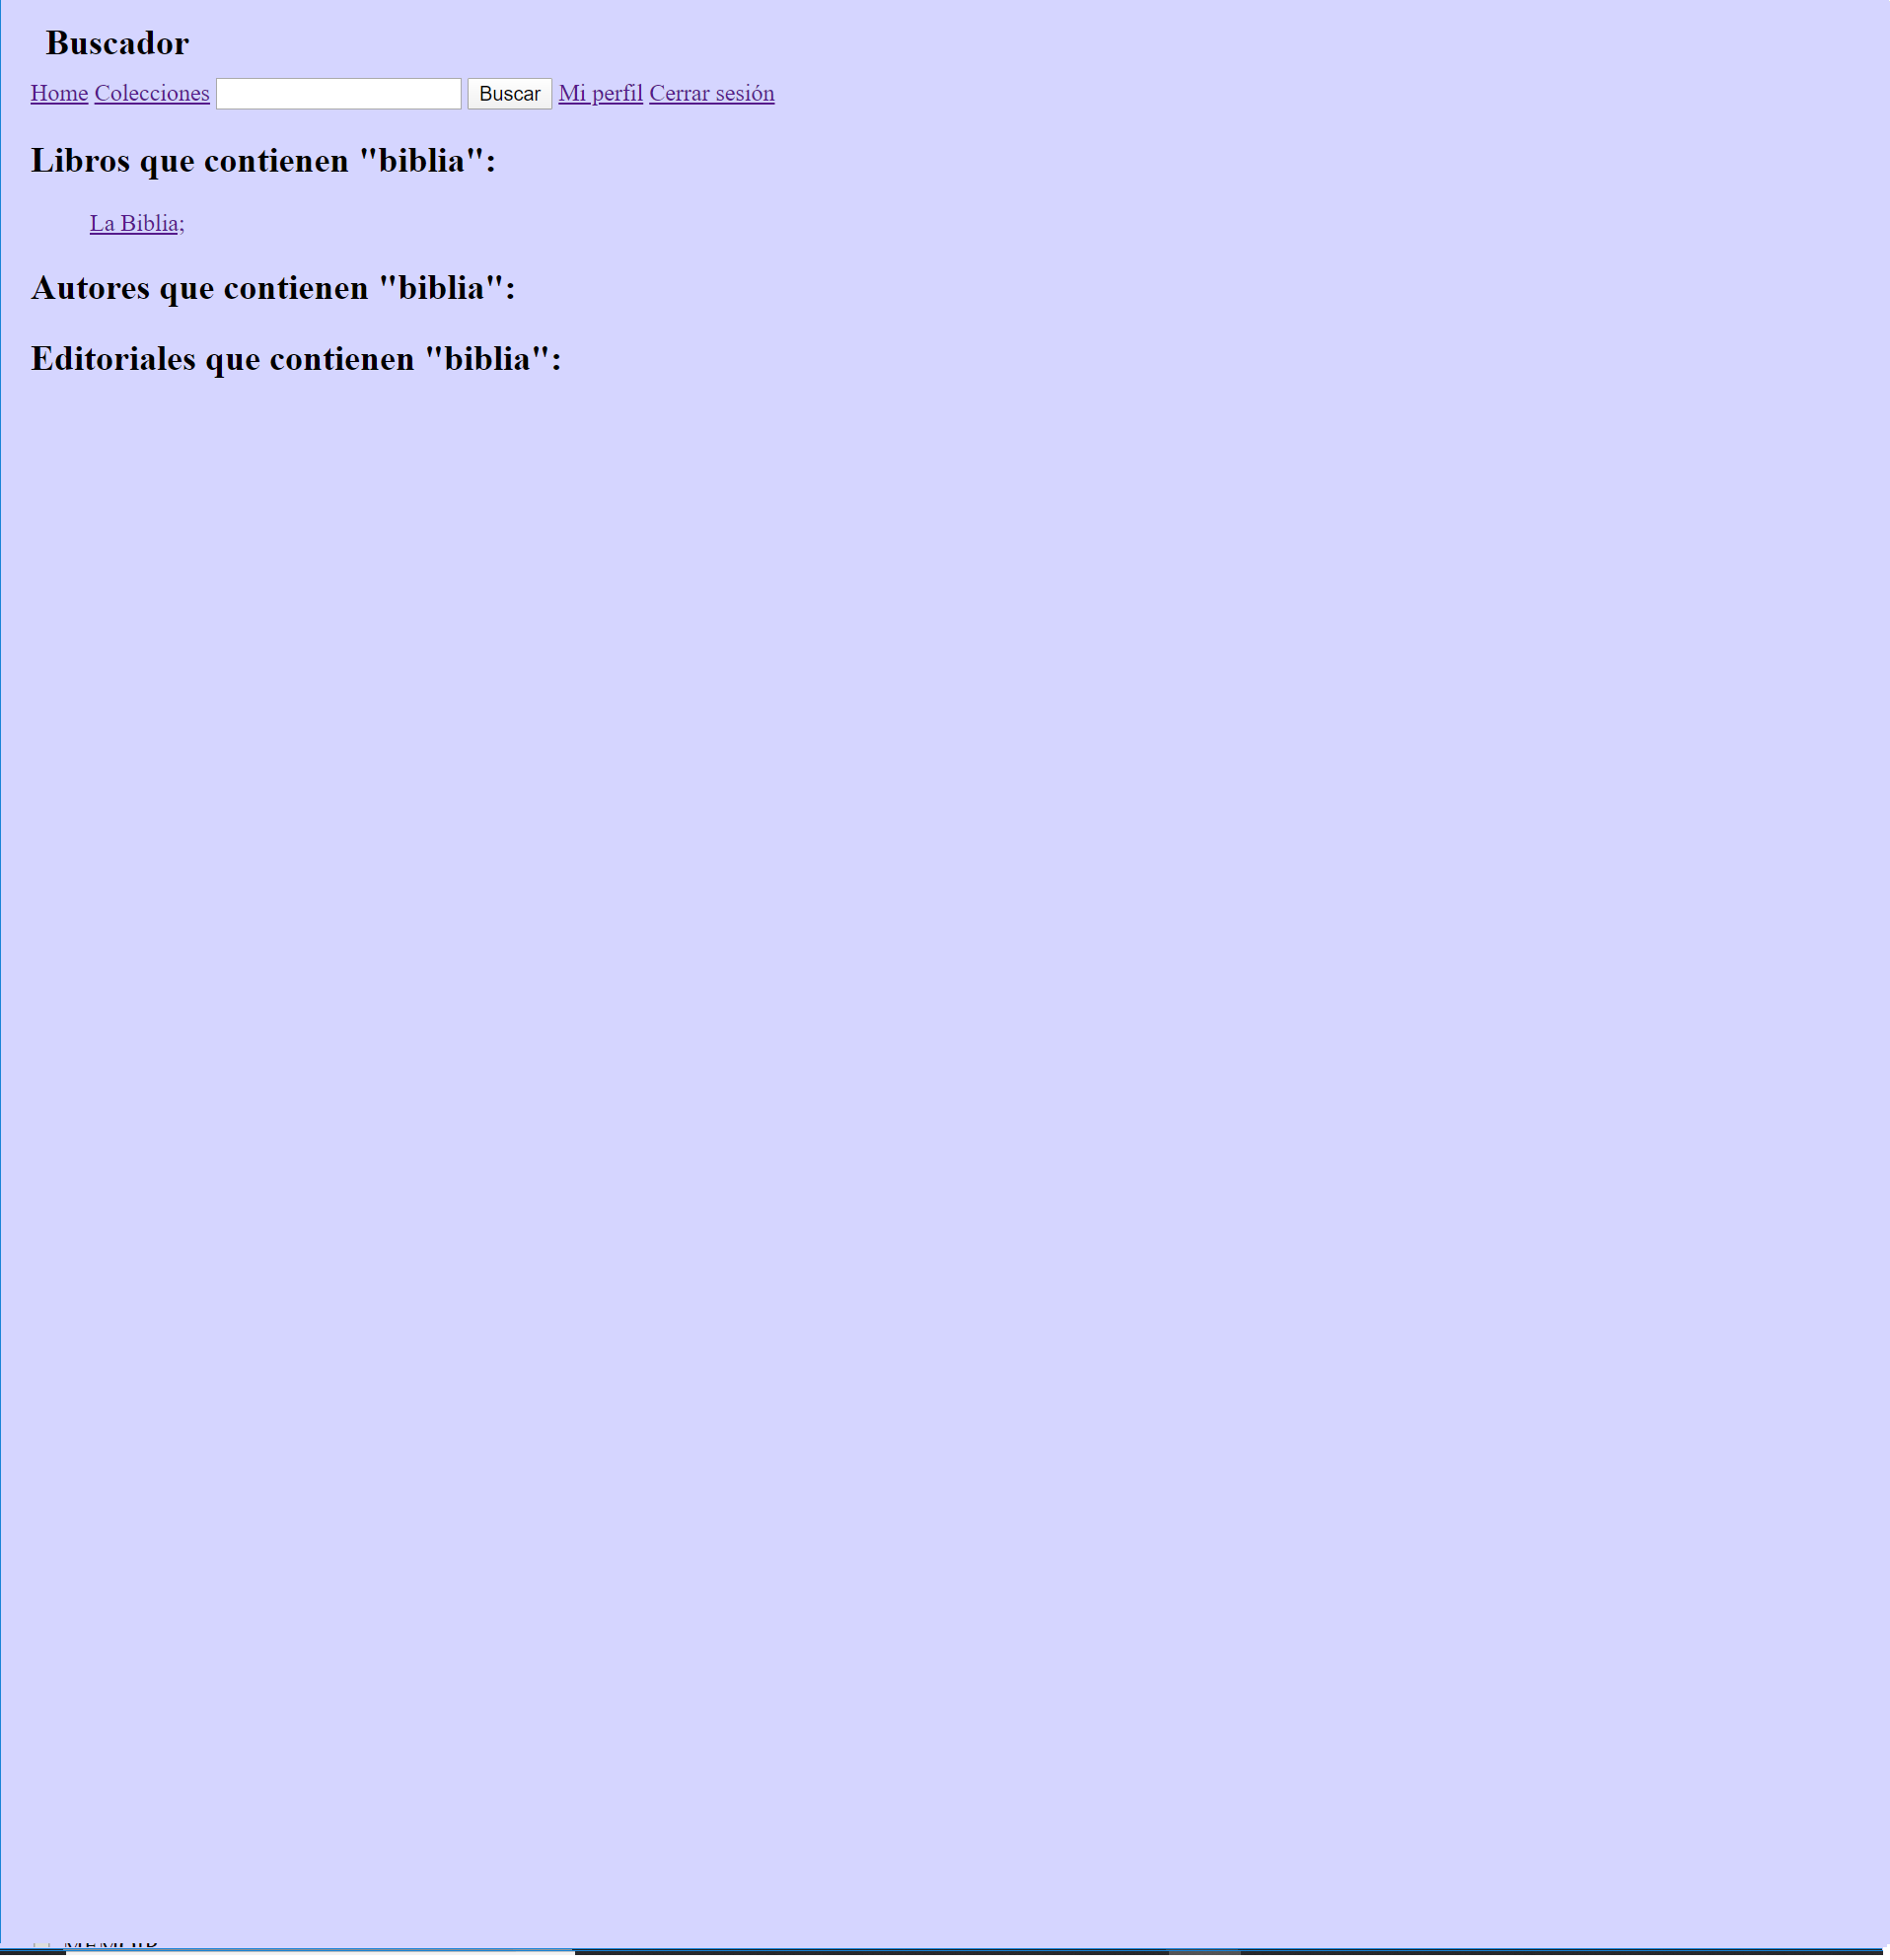 Buscador
Home Colecciones Buscar Mi perfil Cerrar sesión
Libros que contienen "biblia":
La Biblia;
Autores que contienen "biblia":
Editoriales que contienen "biblia":